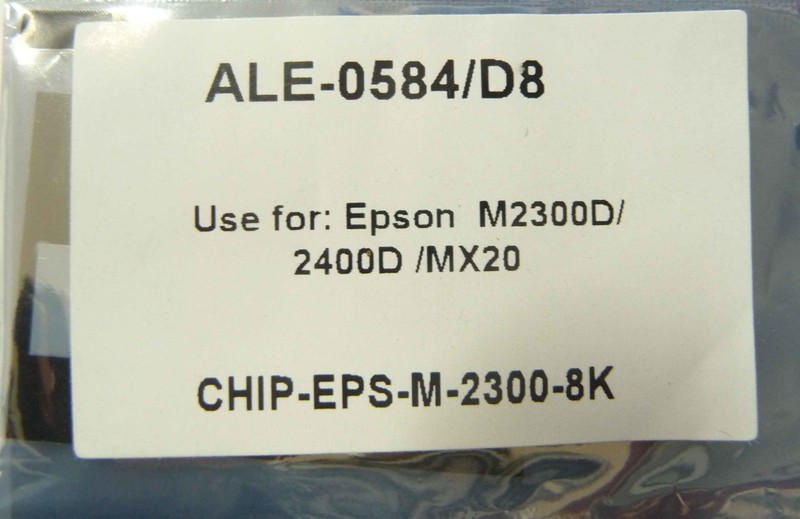 ALE-0584/D8
Use for: Epson M2300D/
2400D /MX20
CHIP-EPS-M-2300-8K